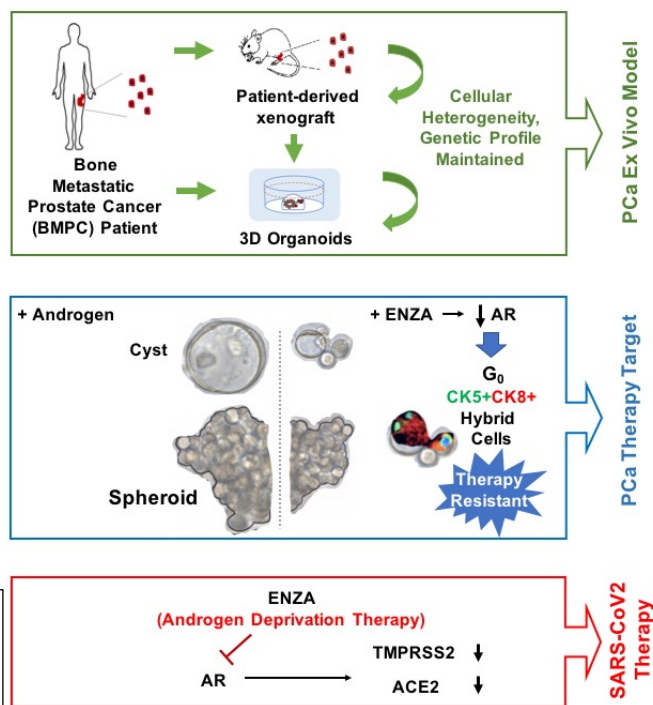 Patient-derived
xenograft
Bone
Metastatic
Prostate Cancer
(BMPC) Patient
3D Organoids
Cellular
Heterogeneity,
Genetic Profile
Maintained
PCa Ex Vivo Model
+ Androgen
+ ENZA
AR
Cyst
Spheroid
G₀
CK5+CK8+
Hybrid
Cells
Therapy
Resistant
PCa Therapy Target
ENZA
(Androgen Deprivation Therapy)
AR
TMPRSS2
ACE2
SARS-CoV2
Therapy